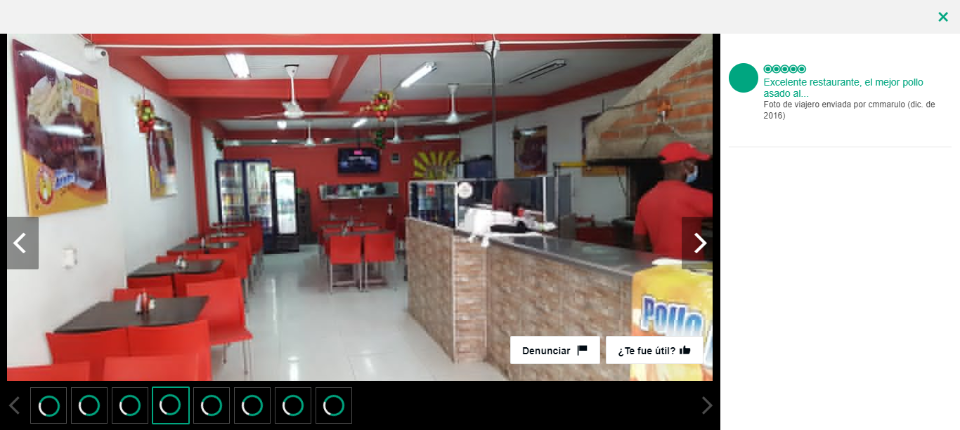 Excelente restaurante, el mejor pollo
asado al...
Foto de viajero enviada por cmmarulo (dic. de
2016)
Pollo
Denunciar
¿Te fue útil?